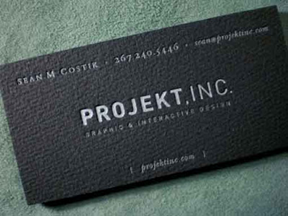 Sean M Costik · 267.240.5446 · sean@projektinc.com
PROJEKT, INC.
GRAPHIC & INTERACTIVE DESIGN
[ projektinc.com ]